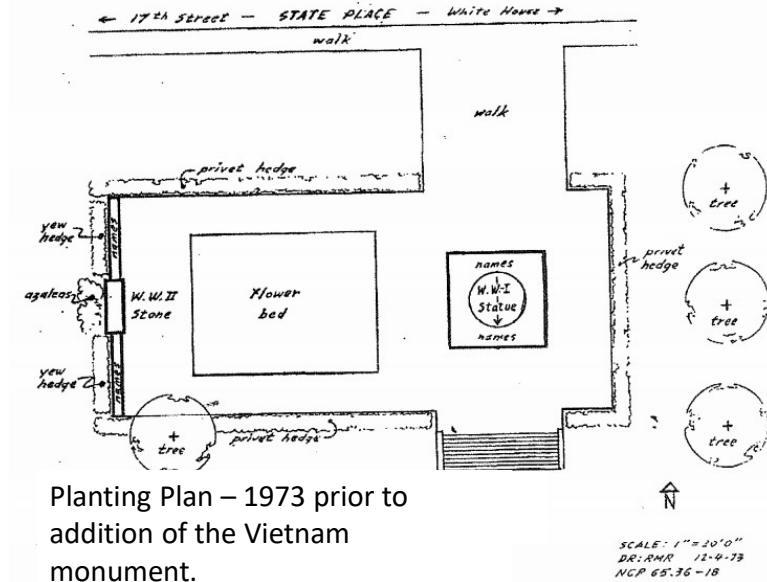 ← 17th Street — STATE PLACE — White House →
walk
walk
privet hedge
yew
hedge
names
azaleas
W.W.II
Stone
Flower
bed
names
W.W.I
Statue
names
privet
hedge
tree
tree
tree
yew
hedge
names
tree
privet hedge
N
Planting Plan – 1973 prior to
addition of the Vietnam
monument.
SCALE: 1"=20'0"
DR: RMR 12-4-73
NCP 65.36-18